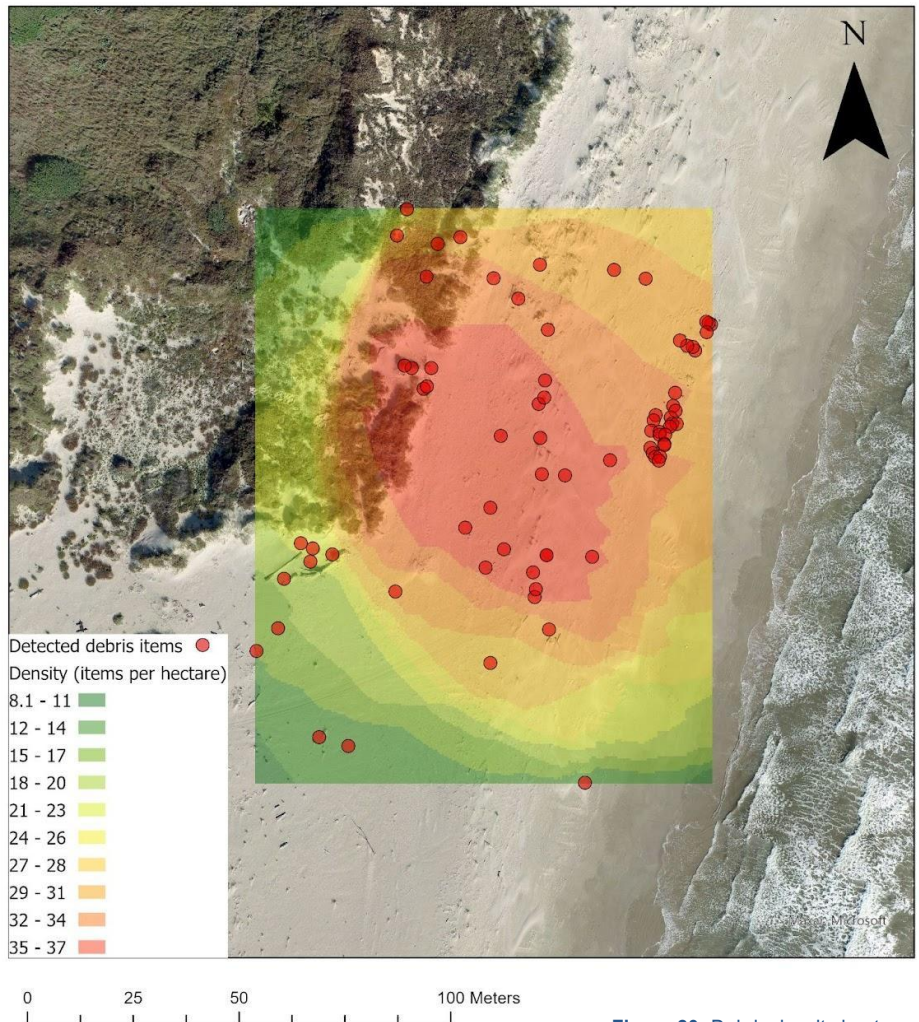 N
Detected debris items
Density (items per hectare)
8.1 - 11
12 - 14
15 - 17
18 - 20
21 - 23
24 - 26
27 - 28
29 - 31
32 - 34
35 - 37
Microsoft
0 25 50 100 Meters